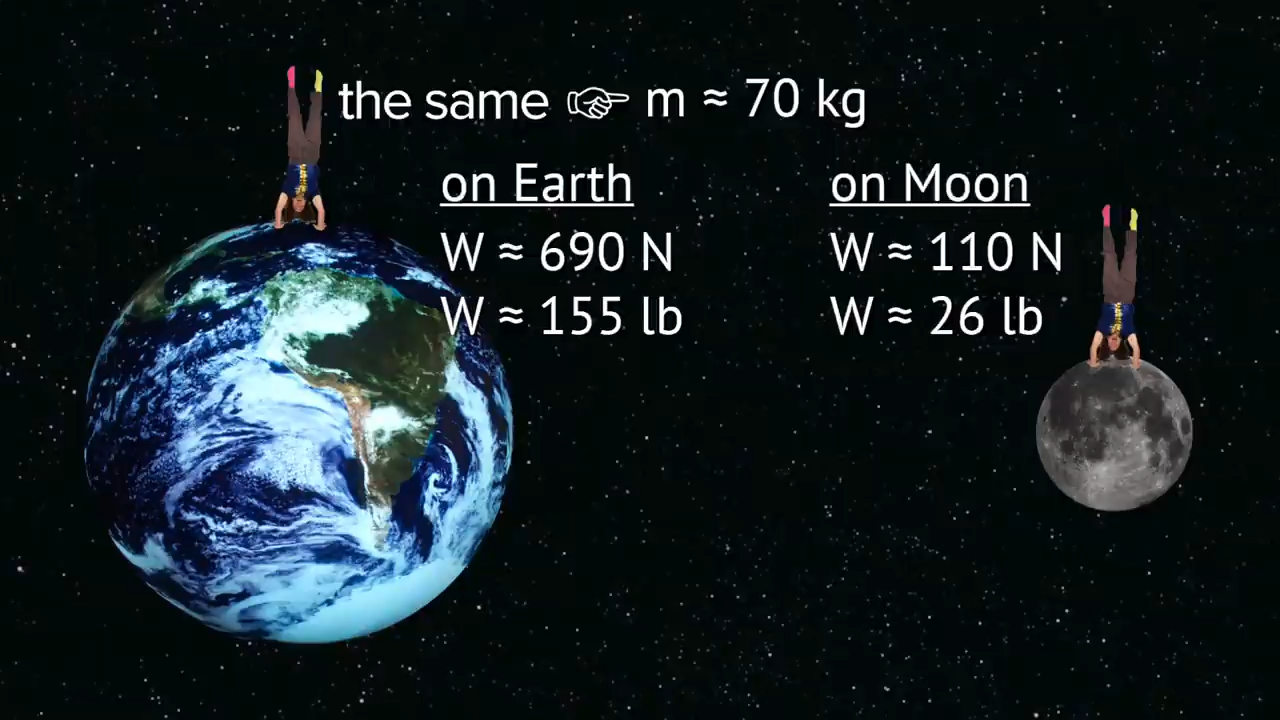 the same ☞ m ≈ 70 kg
on Earth
W ≈ 690 N
W ≈ 155 lb
on Moon
W ≈ 110 N
W ≈ 26 lb